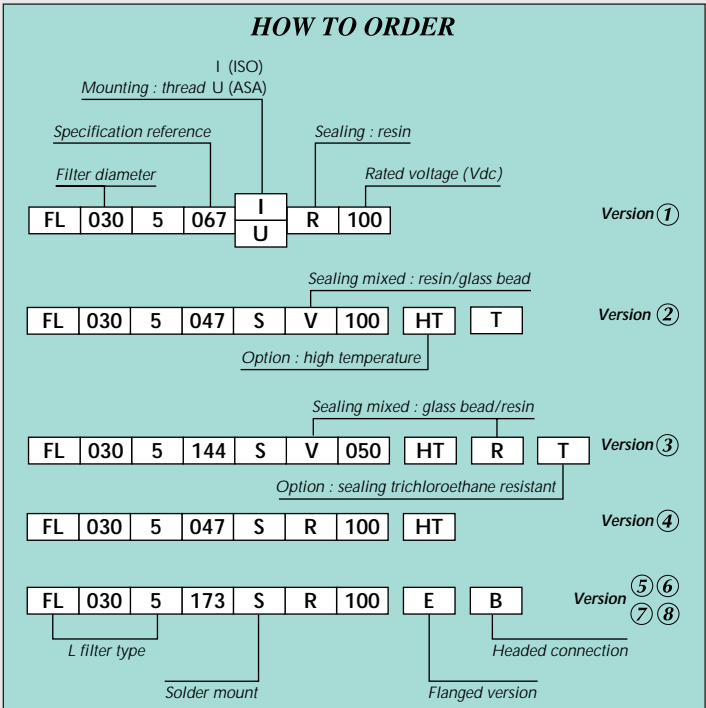 HOW TO ORDER
I (ISO)
Mounting : thread U (ASA)
Specification reference
Sealing : resin
Filter diameter
Rated voltage (Vdc)
FL 030 5 067 I U R 100
Version 1
Sealing mixed : resin/glass bead
FL 030 5 047 S V 100 HT T
Version 2
Option : high temperature
Sealing mixed : glass bead/resin
FL 030 5 144 S V 050 HT R T
Version 3
Option : sealing trichloroethane resistant
FL 030 5 047 S R 100 HT
Version 4
FL 030 5 173 S R 100 E B
Version 5 6
7 8
L filter type
Headed connection
Solder mount
Flanged version